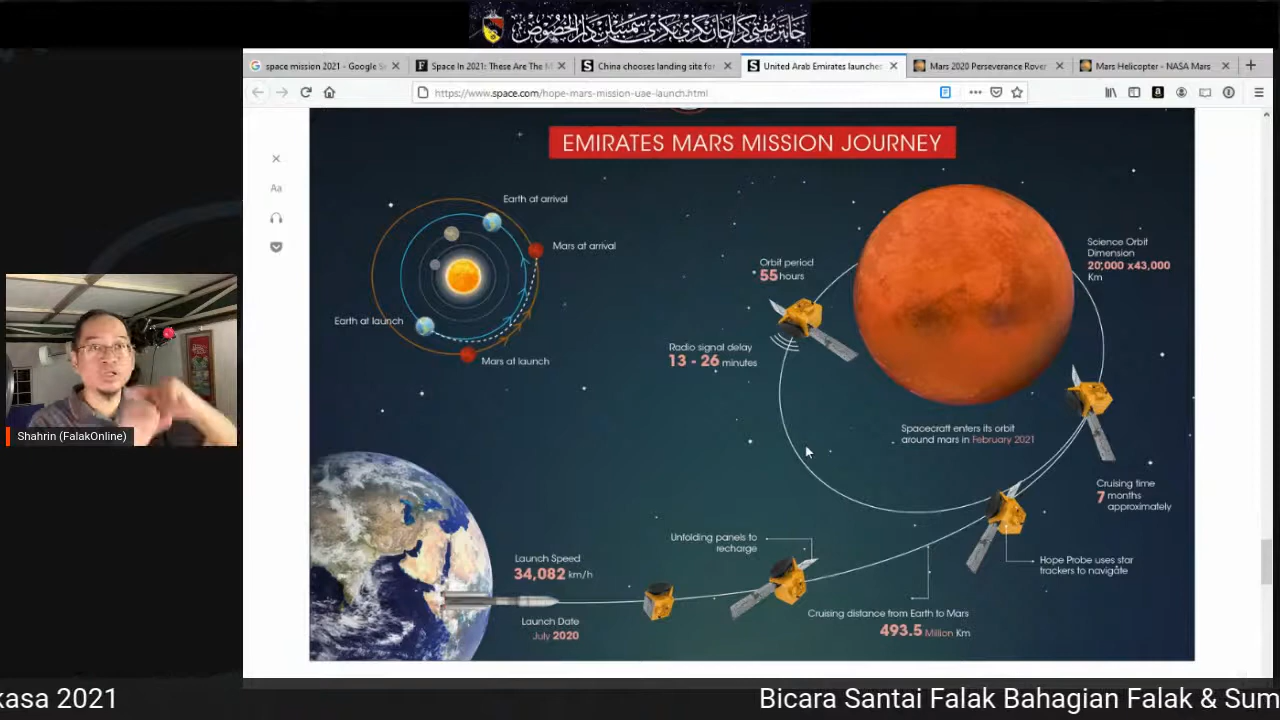 space mission 2021 - Google Se
Space In 2021: These Are The M
China chooses landing site for
United Arab Emirates launches
Mars 2020 Perseverance Rover
Mars Helicopter - NASA Mars
https://www.space.com/hope-mars-mission-uae-launch.html
EMIRATES MARS MISSION JOURNEY
Aa
Earth at arrival
Mars at arrival
Earth at launch
Mars at launch
Orbit period
55 hours
Radio signal delay
13 - 26 minutes
Science Orbit
Dimension
20,000 x43,000
Km
Spacecraft enters its orbit
around mars in February 2021
Cruising time
7 months
approximately
Hope Probe uses star
trackers to navigate
Unfolding panels to
recharge
Launch Speed
34,082 km/h
Launch Date
July 2020
Cruising distance from Earth to Mars
493.5 Million Km
Shahrin (FalakOnline)
kasa 2021
Bicara Santai Falak Bahagian Falak & Sum